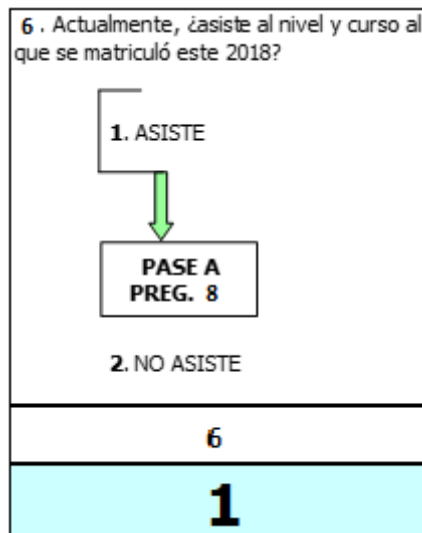 6 . Actualmente, ¿asiste al nivel y curso al
que se matriculó este 2018?
1. ASISTE
PASE A
PREG. 8
2. NO ASISTE
6
1